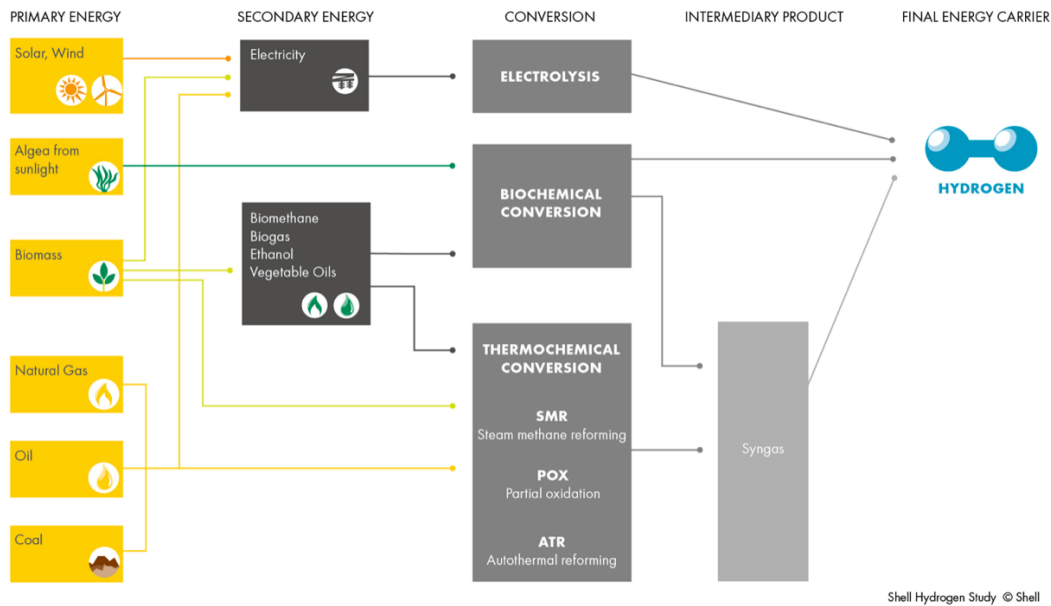 PRIMARY ENERGY
SECONDARY ENERGY
CONVERSION
INTERMEDIARY PRODUCT
FINAL ENERGY CARRIER
Solar, Wind
Electricity
ELECTROLYSIS
Algea from
sunlight
BIOCHEMICAL
CONVERSION
HYDROGEN
Biomass
Biomethane
Biogas
Ethanol
Vegetable Oils
Natural Gas
Oil
Coal
THERMOCHEMICAL
CONVERSION
SMR
Steam methane reforming
POX
Partial oxidation
ATR
Autothermal reforming
Syngas
Shell Hydrogen Study © Shell